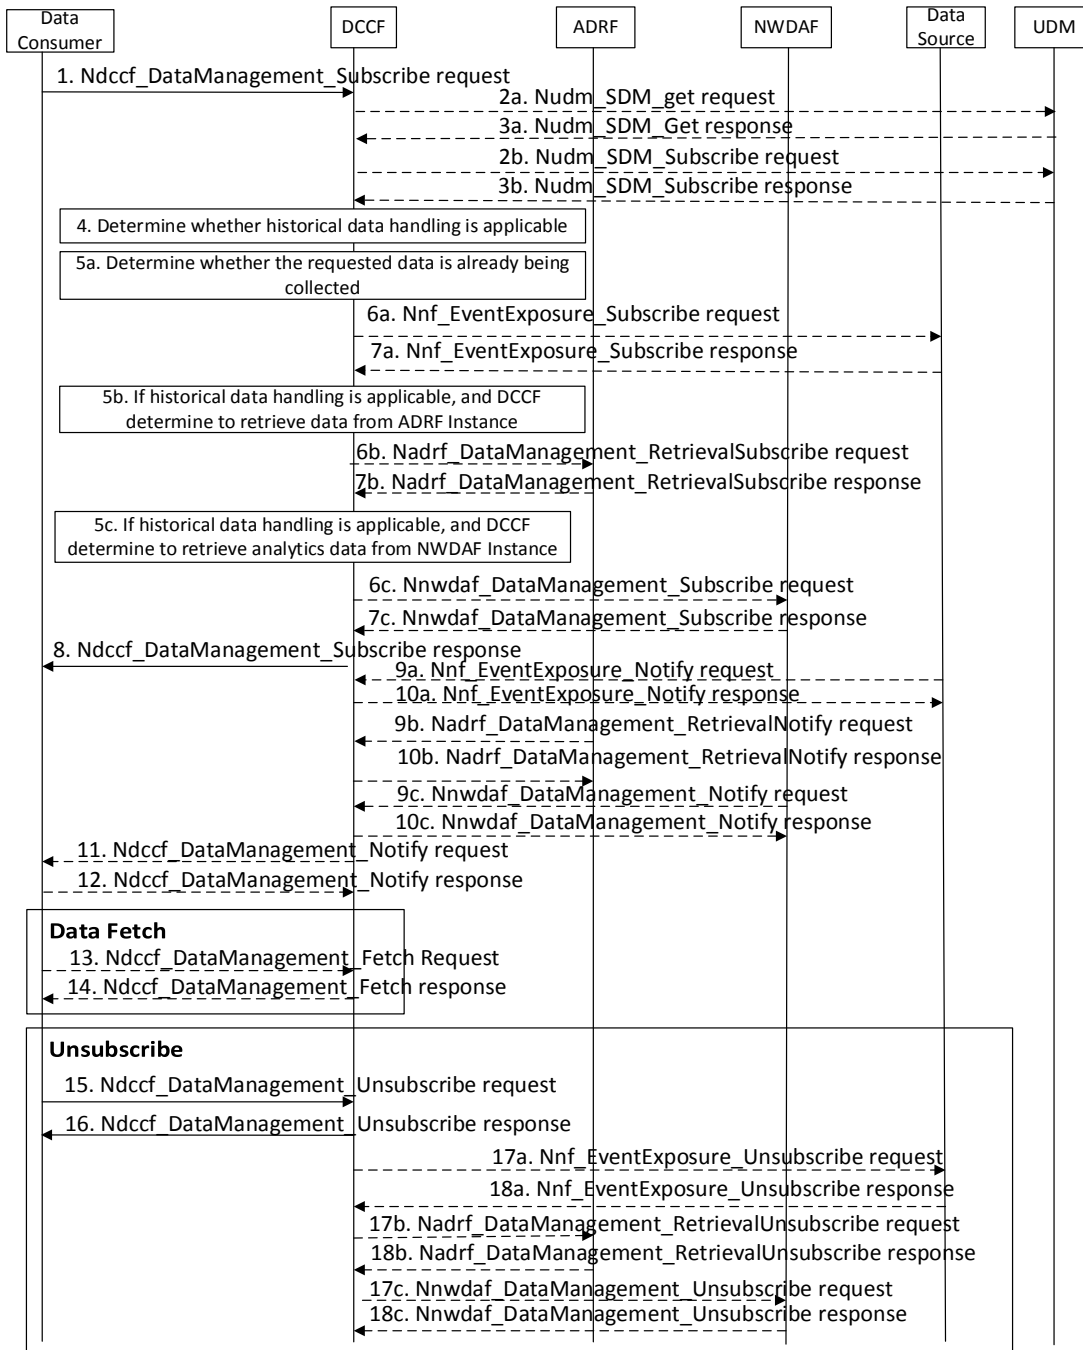 Data
Consumer
DCCF
ADRF
NWDAF
Data
Source
UDM
1. Ndccf_DataManagement_Subscribe request
2a. Nudm_SDM_get request
3a. Nudm_SDM_Get response
2b. Nudm_SDM_Subscribe request
3b. Nudm_SDM_Subscribe response
4. Determine whether historical data handling is applicable
5a. Determine whether the requested data is already being
collected
6a. Nnf_EventExposure_Subscribe request
7a. Nnf_EventExposure_Subscribe response
5b. If historical data handling is applicable, and DCCF
determine to retrieve data from ADRF Instance
6b. Nadrf_DataManagement_RetrievalSubscribe request
7b. Nadrf_DataManagement_RetrievalSubscribe response
5c. If historical data handling is applicable, and DCCF
determine to retrieve analytics data from NWDAF Instance
6c. Nnwdaf_DataManagement_Subscribe request
7c. Nnwdaf_DataManagement_Subscribe response
8. Ndccf_DataManagement_Subscribe response
9a. Nnf_EventExposure_Notify request
10a. Nnf_EventExposure_Notify response
9b. Nadrf_DataManagement_RetrievalNotify request
10b. Nadrf_DataManagement_RetrievalNotify response
9c. Nnwdaf_DataManagement_Notify request
10c. Nnwdaf_DataManagement_Notify response
11. Ndccf_DataManagement_Notify request
12. Ndccf_DataManagement_Notify response
Data Fetch
13. Ndccf_DataManagement_Fetch Request
14. Ndccf_DataManagement_Fetch response
Unsubscribe
15. Ndccf_DataManagement_Unsubscribe request
16. Ndccf_DataManagement_Unsubscribe response
17a. Nnf_EventExposure_Unsubscribe request
18a. Nnf_EventExposure_Unsubscribe response
17b. Nadrf_DataManagement_RetrievalUnsubscribe request
18b. Nadrf_DataManagement_RetrievalUnsubscribe response
17c. Nnwdaf_DataManagement_Unsubscribe request
18c. Nnwdaf_DataManagement_Unsubscribe response